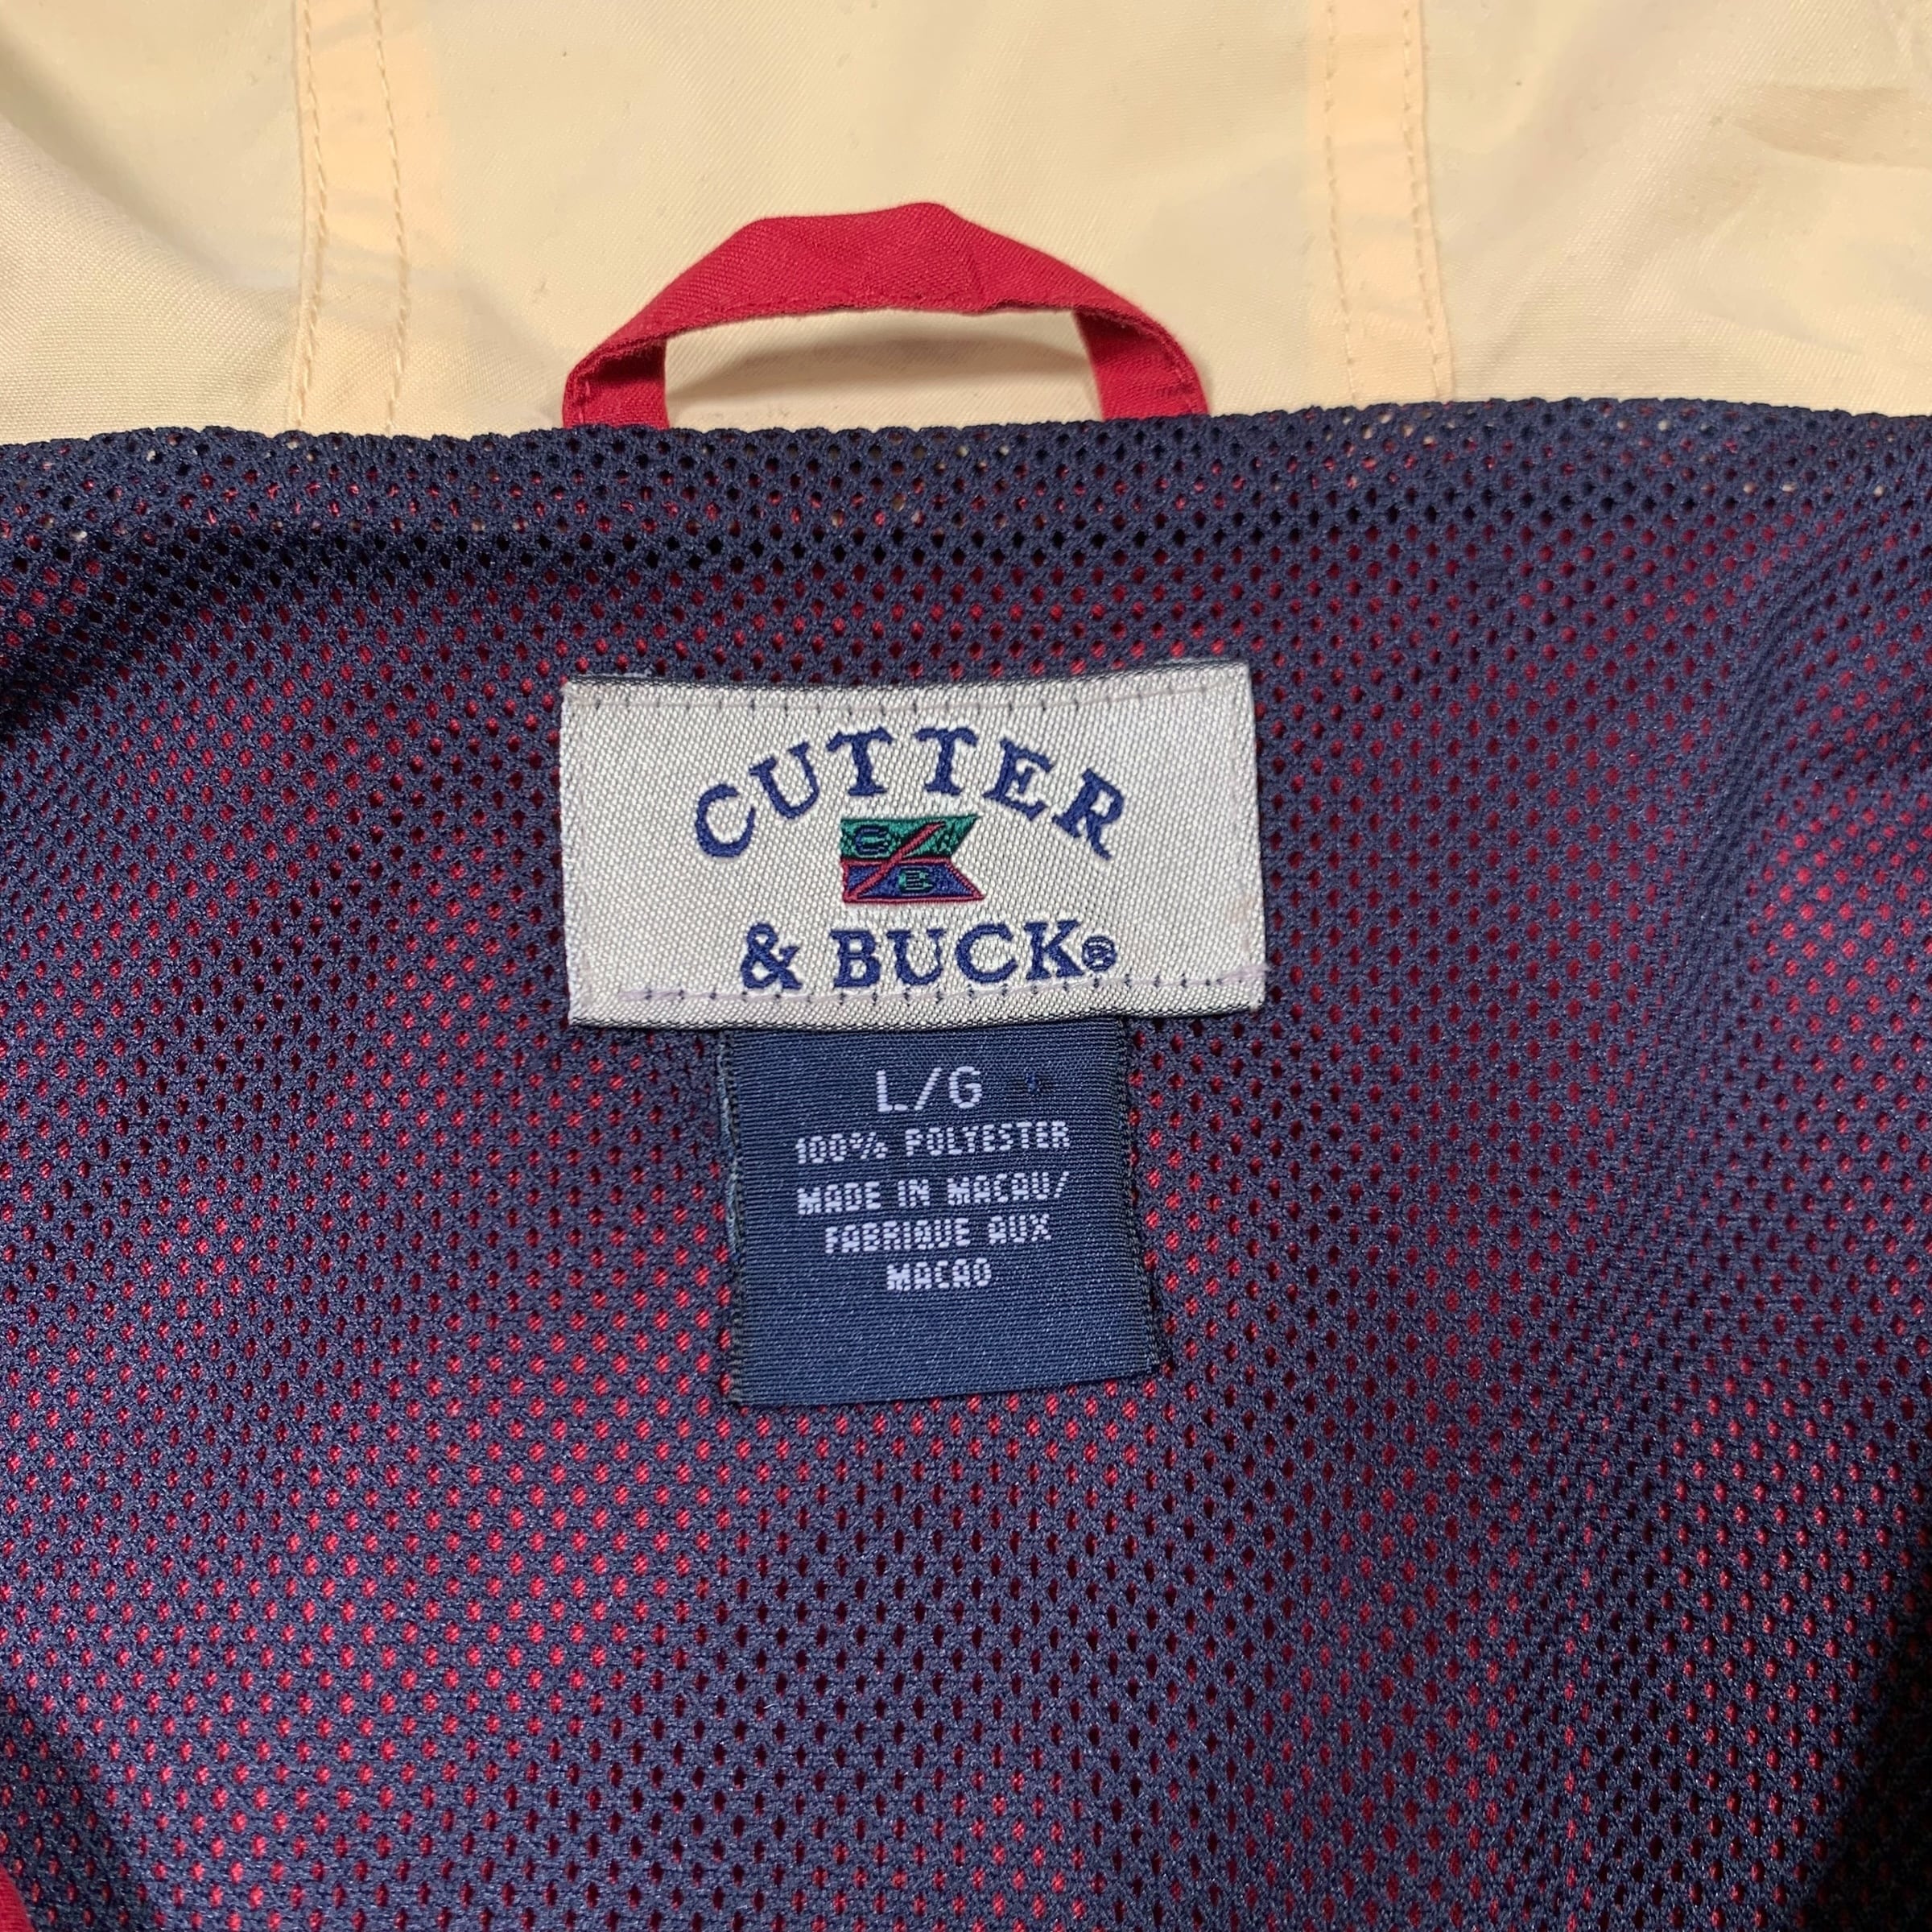 CUTTER
C
B
& BUCK®
L/G
100% POLYESTER
MADE IN MACAU/
FABRIQUE AUX
MACAO